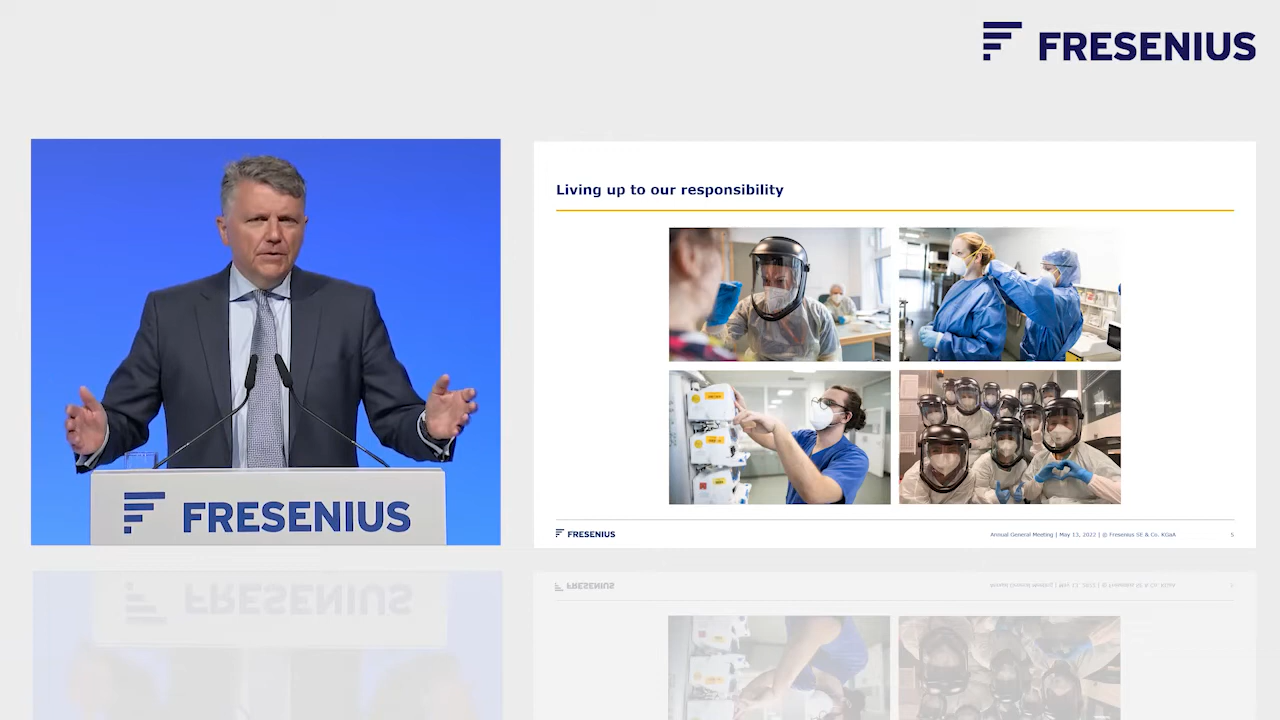 FRESENIUS
Living up to our responsibility
FRESENIUS
FRESENIUS
Annual General Meeting | May 13, 2022 | © Fresenius SE & Co. KGaA
5